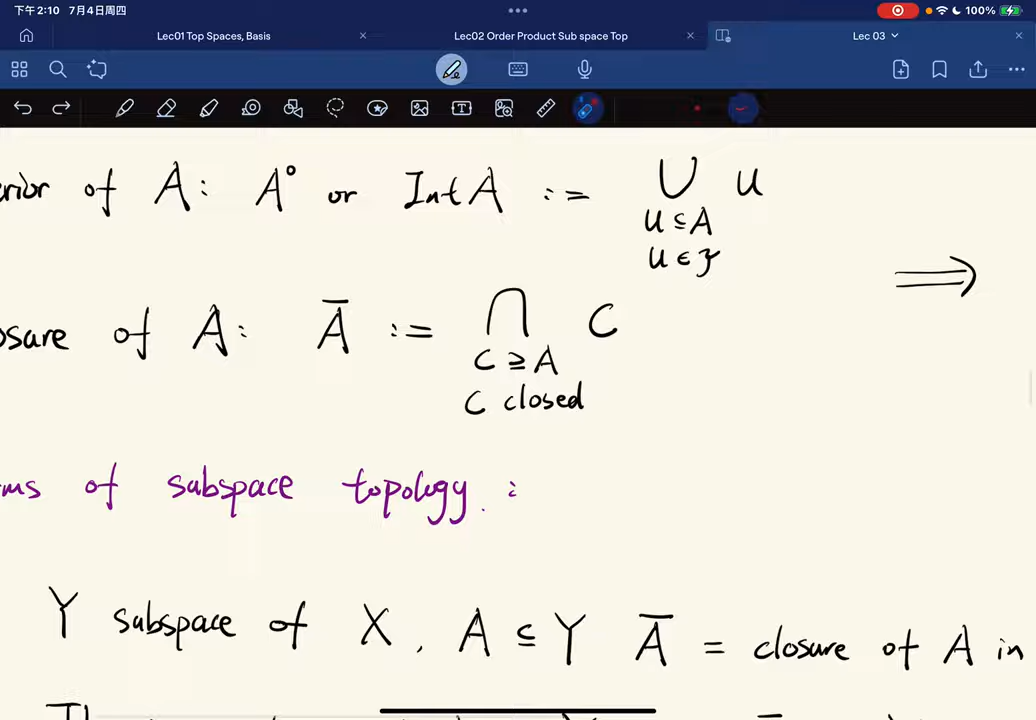 下午2:10 7月4日周四
100%
Lec01 Top Spaces, Basis
Lec02 Order Product Sub space Top
Lec 03
erior of A: A° or Int A := ⋃ u
u ⊆ A
u ∈ 𝒯
⟹
osure of A: Ā := ⋂ C
C ⊇ A
C closed
ms of subspace topology :
Y subspace of X, A ⊆ Y Ā = closure of A in